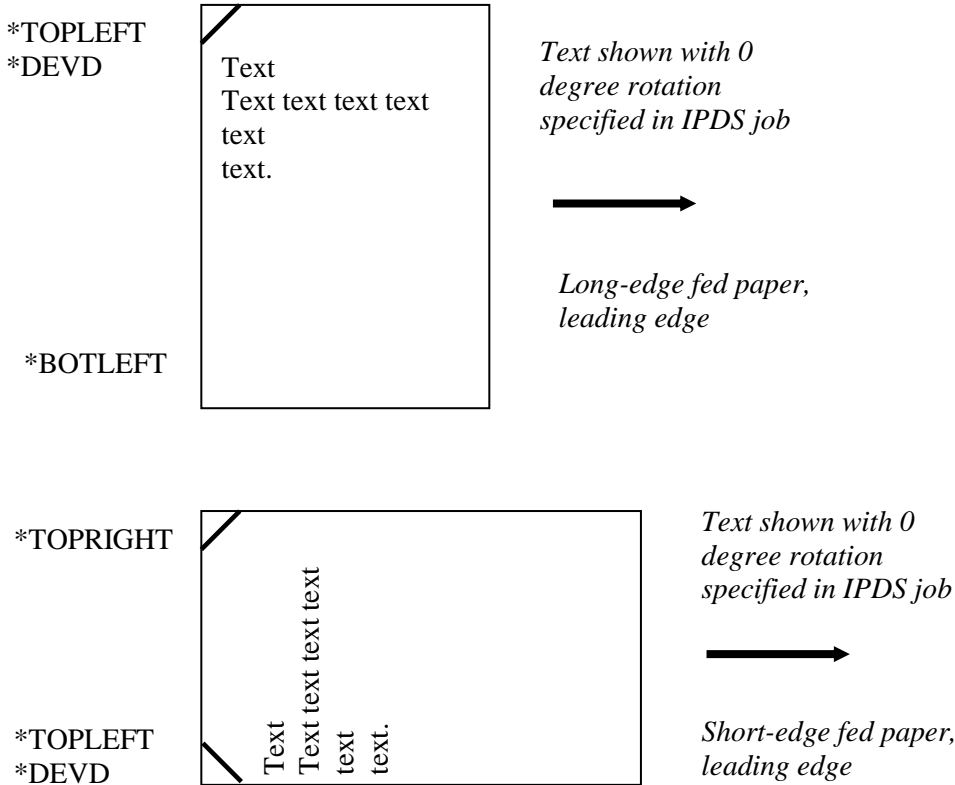 *TOPLEFT
*DEVD
Text
Text text text text
text
text.
*BOTLEFT
Text shown with 0
degree rotation
specified in IPDS job
Long-edge fed paper,
leading edge
*TOPRIGHT
*TOPLEFT
*DEVD
Text
Text text text text
text
text.
Text shown with 0
degree rotation
specified in IPDS job
Short-edge fed paper,
leading edge